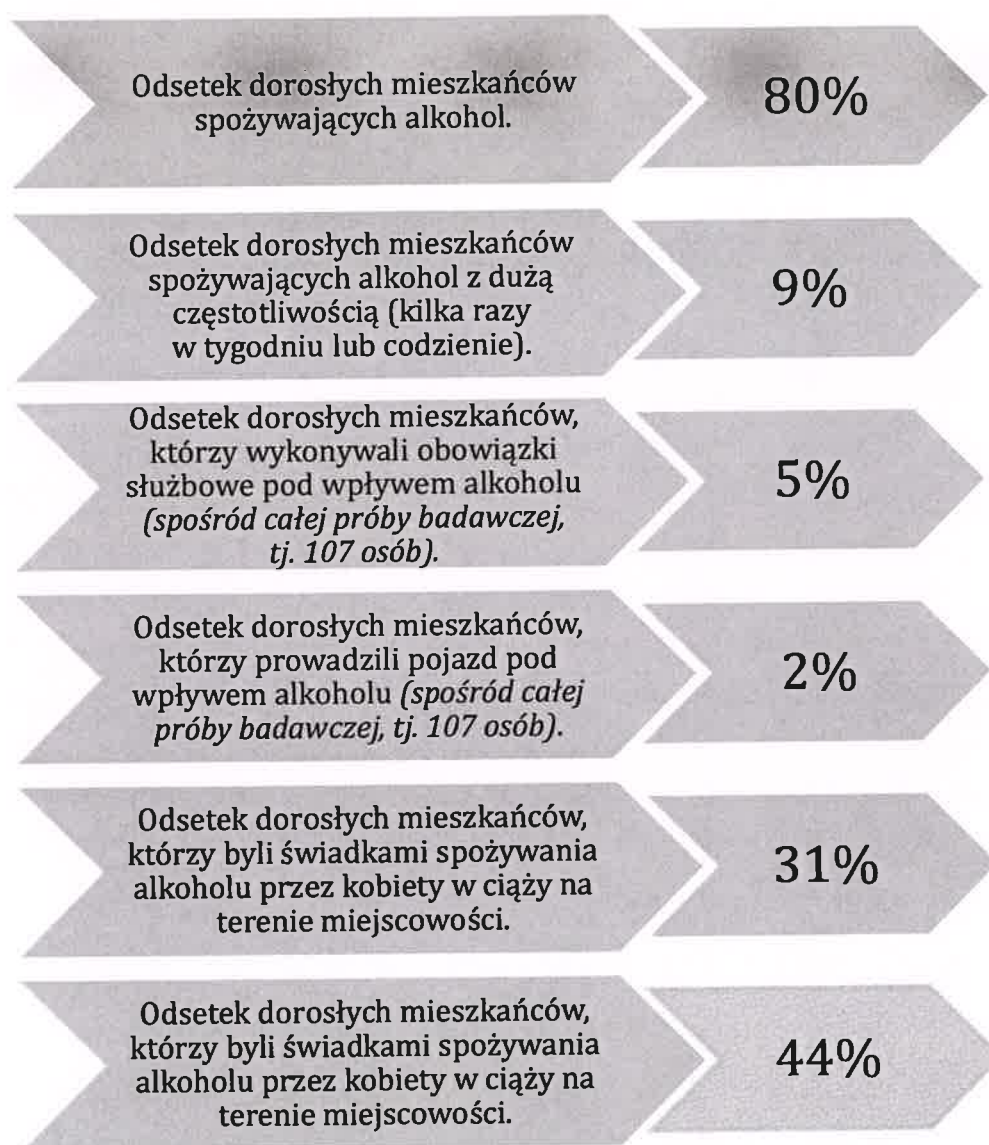 Odsetek dorosłych mieszkańców
spożywających alkohol.
80%
Odsetek dorosłych mieszkańców
spożywających alkohol z dużą
częstotliwością (kilka razy
w tygodniu lub codzienie).
9%
Odsetek dorosłych mieszkańców,
którzy wykonywali obowiązki
służbowe pod wpływem alkoholu
(spośród całej próby badawczej,
tj. 107 osób).
5%
Odsetek dorosłych mieszkańców,
którzy prowadzili pojazd pod
wpływem alkoholu (spośród całej
próby badawczej, tj. 107 osób).
2%
Odsetek dorosłych mieszkańców,
którzy byli świadkami spożywania
alkoholu przez kobiety w ciąży na
terenie miejscowości.
31%
Odsetek dorosłych mieszkańców,
którzy byli świadkami spożywania
alkoholu przez kobiety w ciąży na
terenie miejscowości.
44%